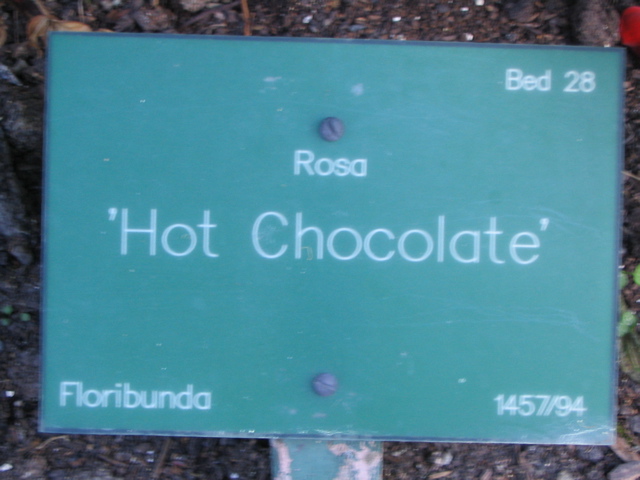 Bed 28
Rosa
'Hot Chocolate'
Floribunda
1457/94